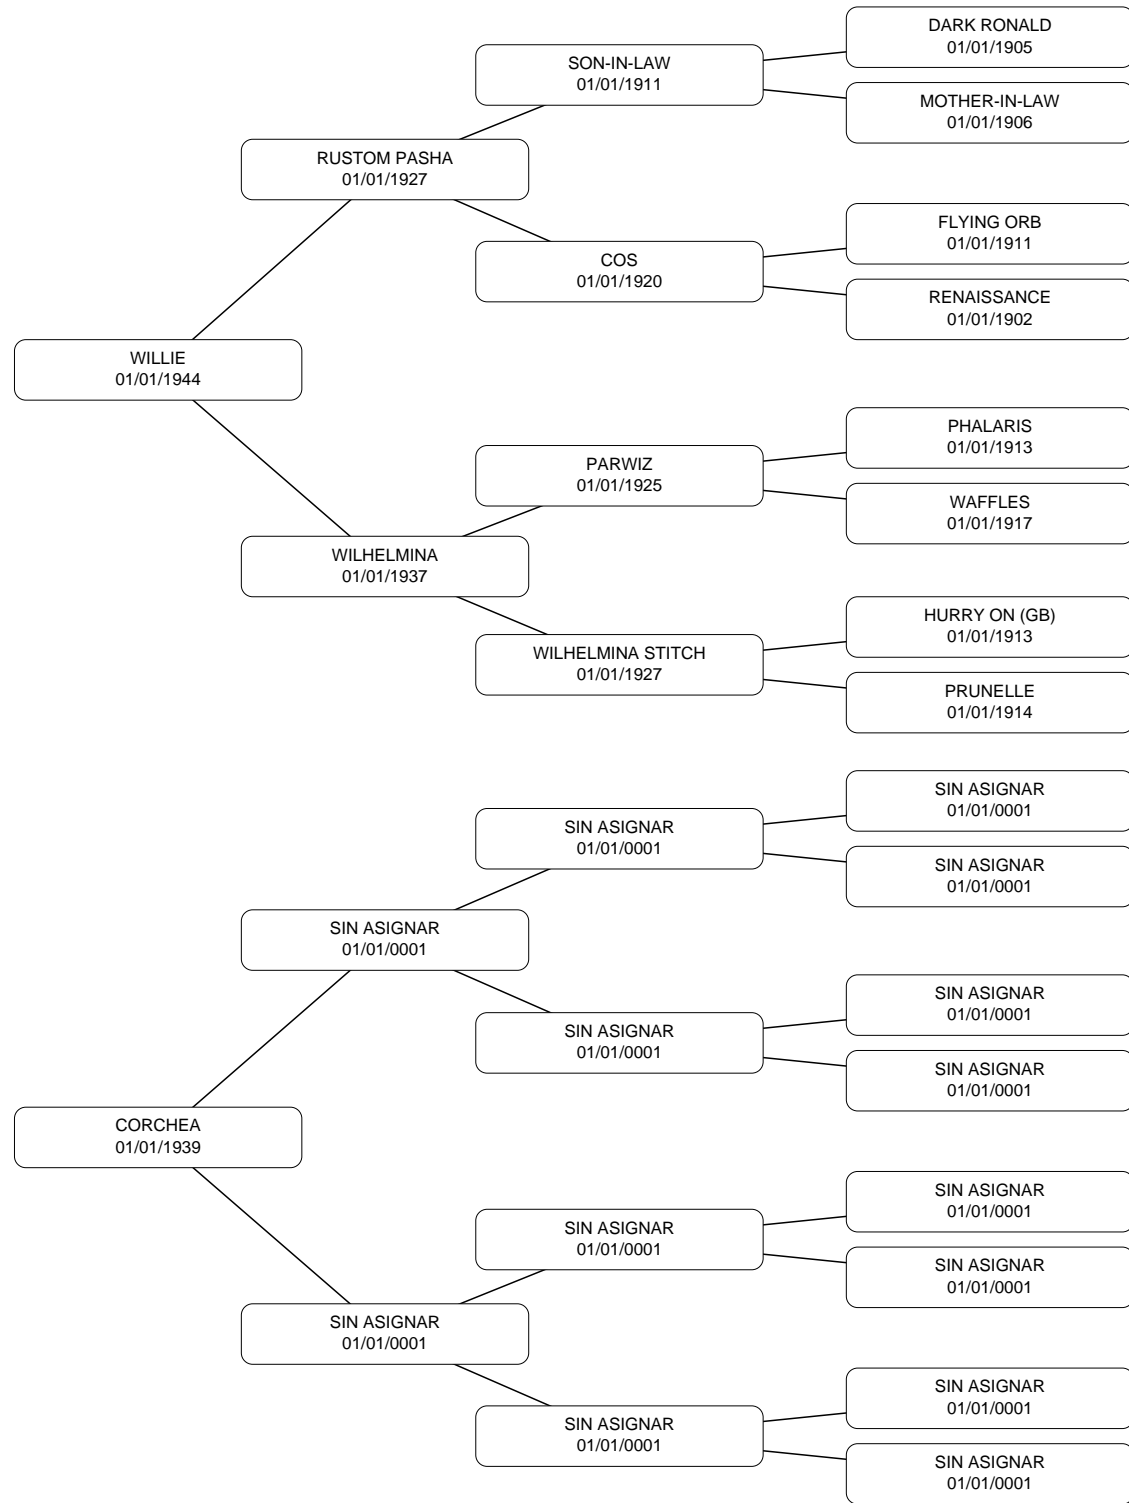 DARK RONALD
01/01/1905
SON-IN-LAW
01/01/1911
MOTHER-IN-LAW
01/01/1906
RUSTOM PASHA
01/01/1927
FLYING ORB
01/01/1911
COS
01/01/1920
RENAISSANCE
01/01/1902
WILLIE
01/01/1944
PHALARIS
01/01/1913
PARWIZ
01/01/1925
WAFFLES
01/01/1917
WILHELMINA
01/01/1937
HURRY ON (GB)
01/01/1913
WILHELMINA STITCH
01/01/1927
PRUNELLE
01/01/1914
SIN ASIGNAR
01/01/0001
SIN ASIGNAR
01/01/0001
SIN ASIGNAR
01/01/0001
SIN ASIGNAR
01/01/0001
SIN ASIGNAR
01/01/0001
SIN ASIGNAR
01/01/0001
SIN ASIGNAR
01/01/0001
CORCHEA
01/01/1939
SIN ASIGNAR
01/01/0001
SIN ASIGNAR
01/01/0001
SIN ASIGNAR
01/01/0001
SIN ASIGNAR
01/01/0001
SIN ASIGNAR
01/01/0001
SIN ASIGNAR
01/01/0001
SIN ASIGNAR
01/01/0001